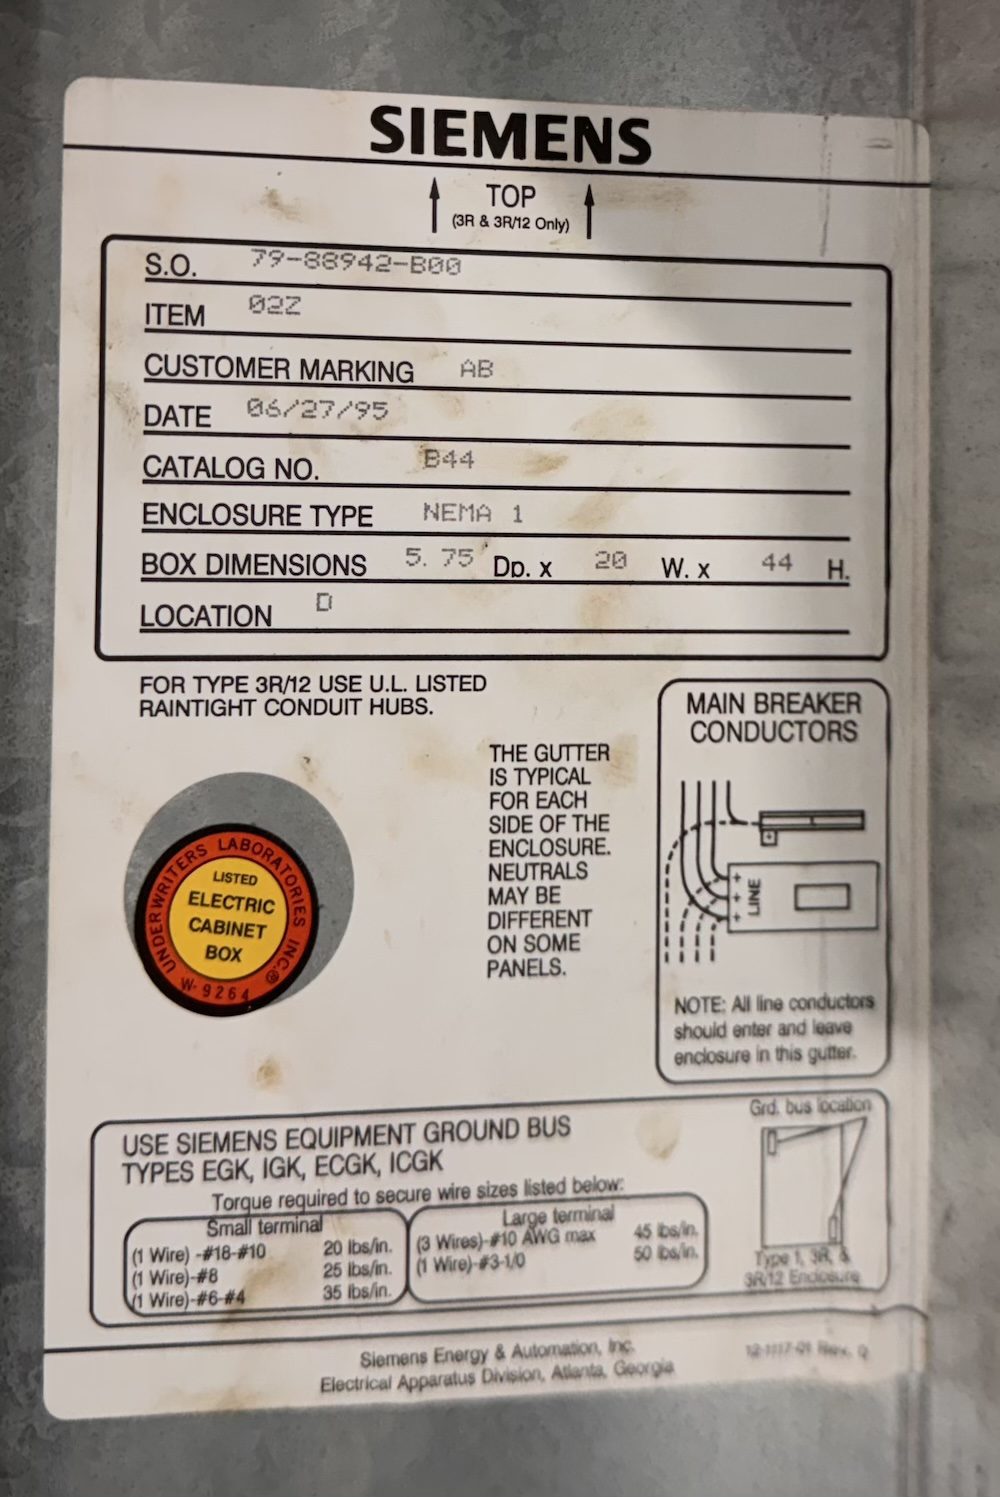 SIEMENS
TOP
(3R & 3R/12 Only)
S.O. 79-88942-B00
ITEM 02Z
CUSTOMER MARKING AB
DATE 06/27/95
CATALOG NO. B44
ENCLOSURE TYPE NEMA 1
BOX DIMENSIONS 5.75 Dp. x 20 W. x 44 H.
LOCATION D
FOR TYPE 3R/12 USE U.L. LISTED
RAINTIGHT CONDUIT HUBS.
UNDERWRITERS LABORATORIES INC.®
LISTED
ELECTRIC
CABINET
BOX
W-9264
THE GUTTER
IS TYPICAL
FOR EACH
SIDE OF THE
ENCLOSURE.
NEUTRALS
MAY BE
DIFFERENT
ON SOME
PANELS.
MAIN BREAKER
CONDUCTORS
LINE
NOTE: All line conductors
should enter and leave
enclosure in this gutter.
USE SIEMENS EQUIPMENT GROUND BUS
TYPES EGK, IGK, ECGK, ICGK
Torque required to secure wire sizes listed below:
Small terminal
(1 Wire) -#18-#10 20 lbs/in.
(1 Wire)-#8 25 lbs/in.
(1 Wire)-#6-#4 35 lbs/in.
Large terminal
(3 Wires)-#10 AWG max 45 lbs/in.
(1 Wire)-#3-1/0 50 lbs/in.
Grd. bus location
Type 1, 3R, &
3R/12 Enclosure
Siemens Energy & Automation, Inc.
Electrical Apparatus Division, Atlanta, Georgia
12-1117-01 Rev. Q